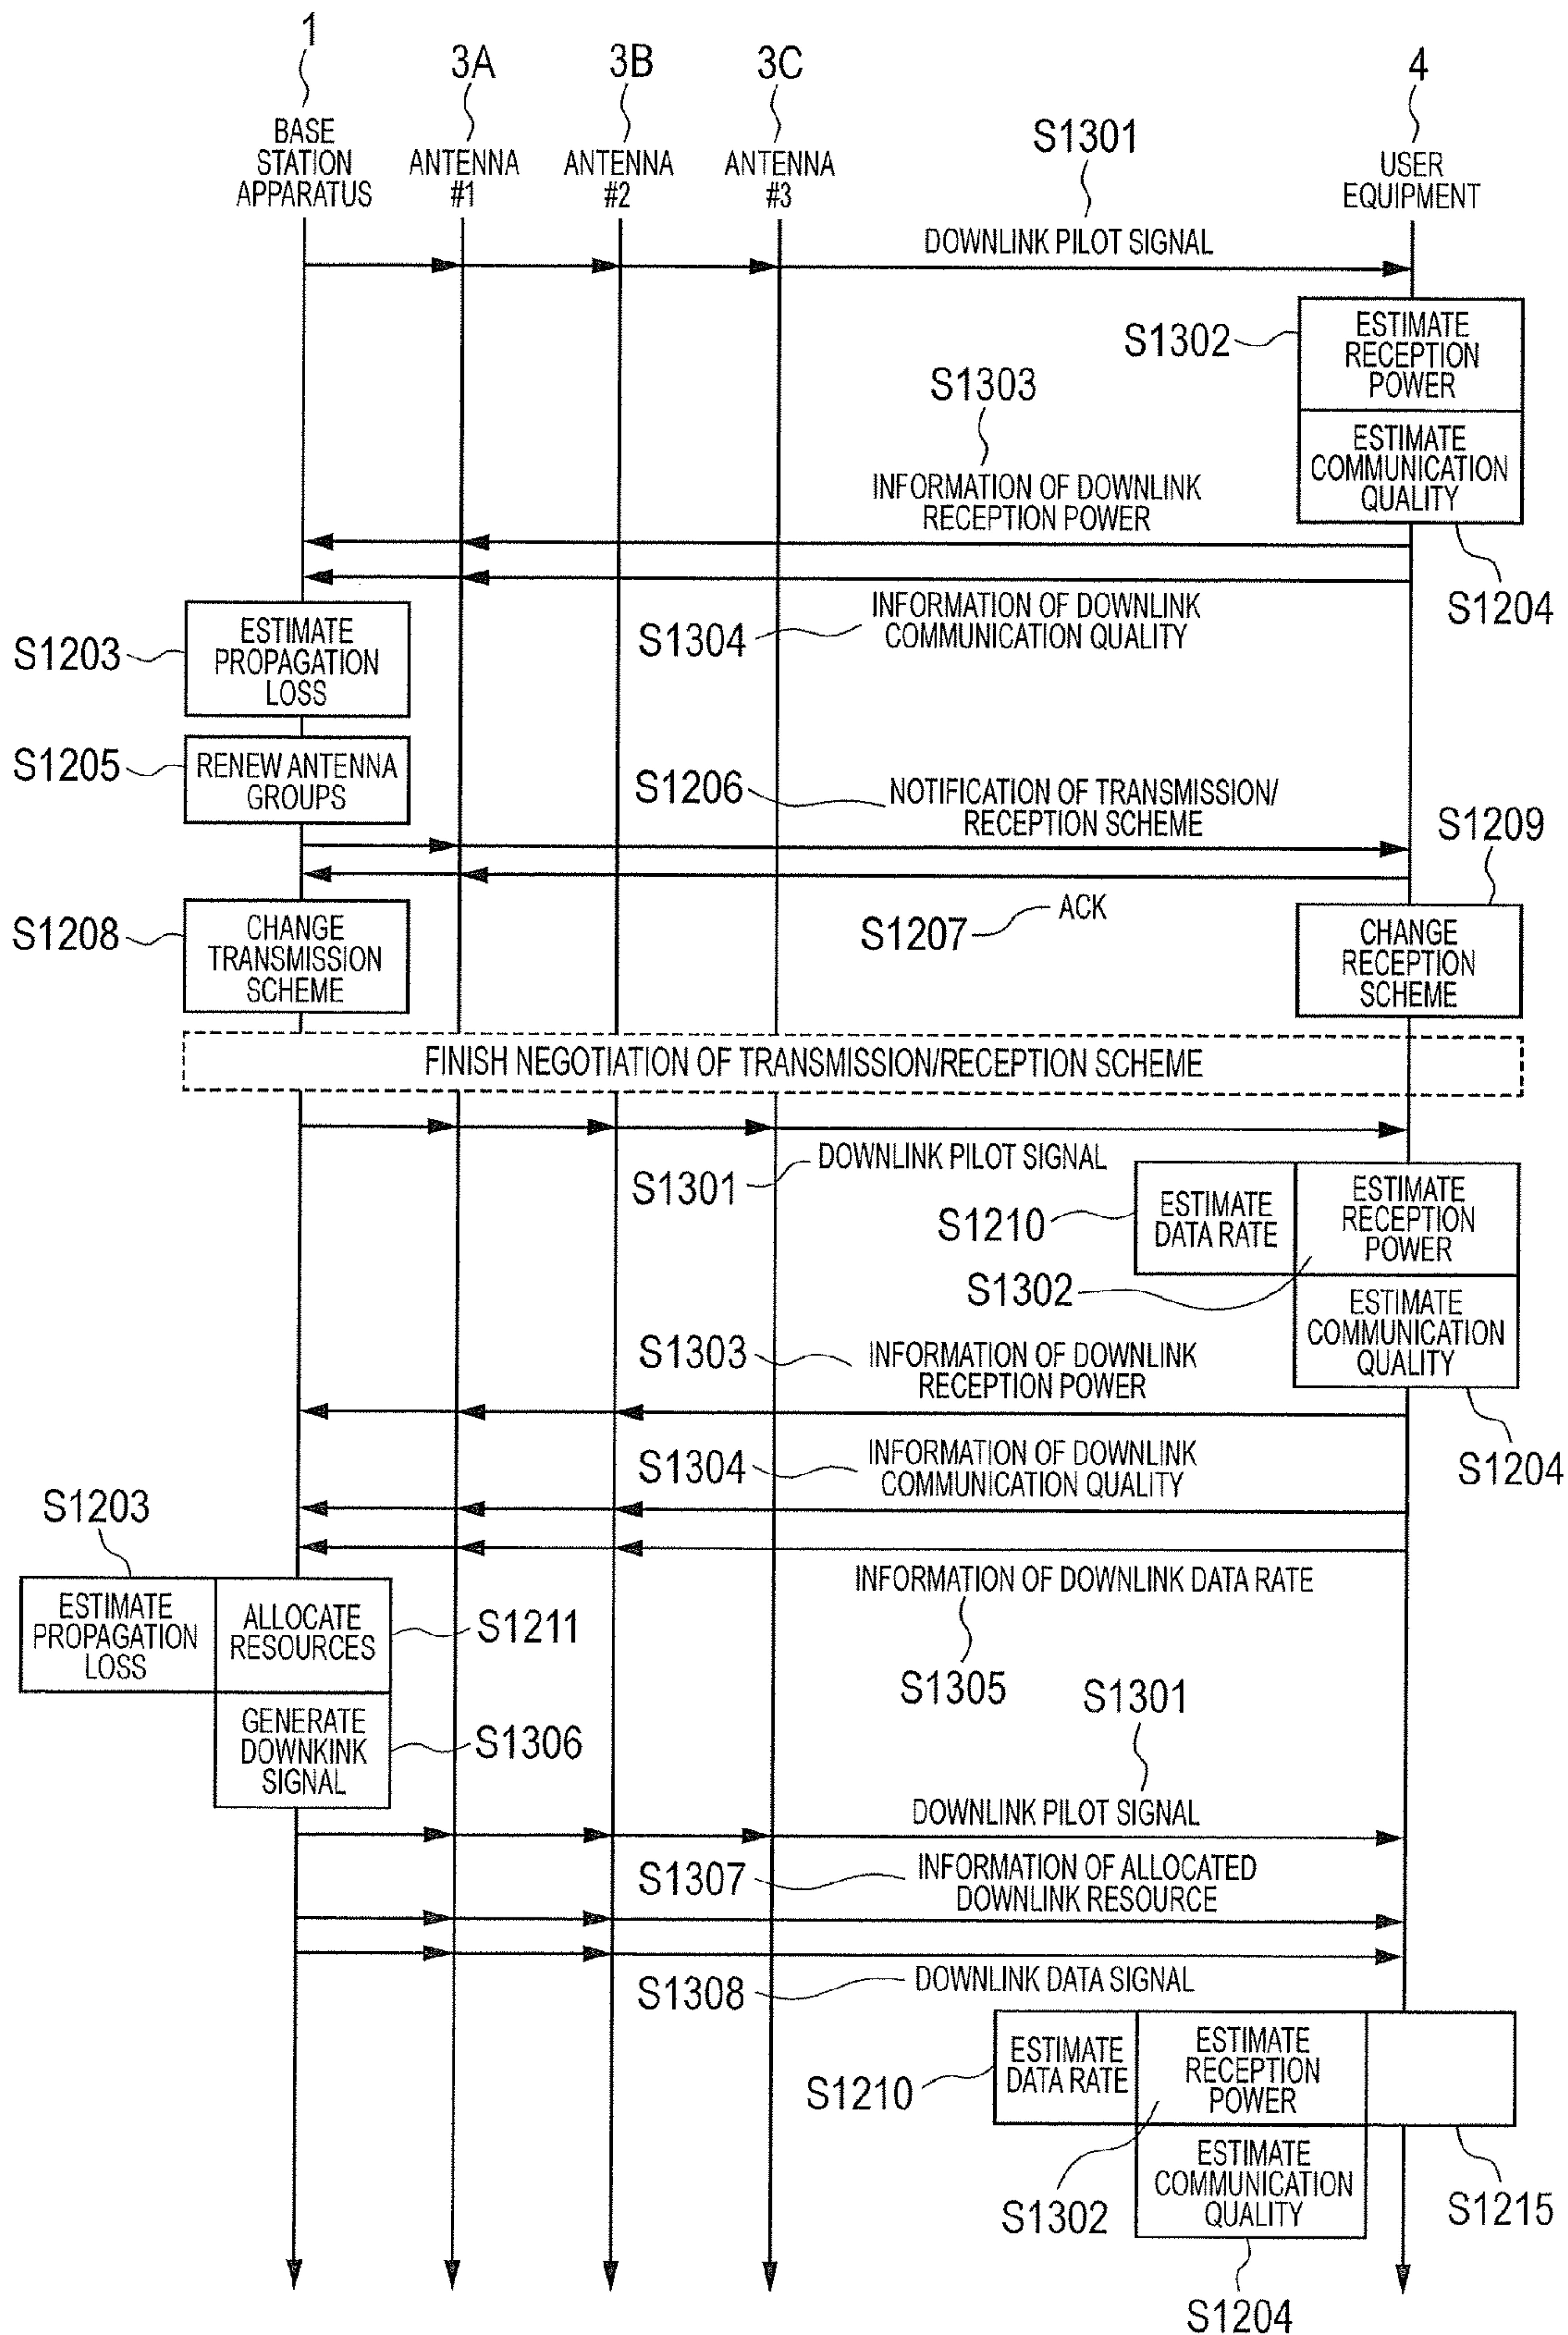 1
3A
3B
3C
4
BASE
STATION
APPARATUS
ANTENNA
#1
ANTENNA
#2
ANTENNA
#3
S1301
USER
EQUIPMENT
DOWNLINK PILOT SIGNAL
S1302
ESTIMATE
RECEPTION
POWER
S1303
ESTIMATE
COMMUNICATION
QUALITY
INFORMATION OF DOWNLINK
RECEPTION POWER
S1204
INFORMATION OF DOWNLINK
COMMUNICATION QUALITY
S1304
S1203
ESTIMATE
PROPAGATION
LOSS
S1205
RENEW ANTENNA
GROUPS
S1206
NOTIFICATION OF TRANSMISSION/
RECEPTION SCHEME
S1209
ACK
S1207
S1208
CHANGE
TRANSMISSION
SCHEME
CHANGE
RECEPTION
SCHEME
FINISH NEGOTIATION OF TRANSMISSION/RECEPTION SCHEME
DOWNLINK PILOT SIGNAL
S1301
S1210
ESTIMATE
DATA RATE
ESTIMATE
RECEPTION
POWER
S1302
ESTIMATE
COMMUNICATION
QUALITY
S1303
INFORMATION OF DOWNLINK
RECEPTION POWER
S1304
INFORMATION OF DOWNLINK
COMMUNICATION QUALITY
S1204
S1203
INFORMATION OF DOWNLINK DATA RATE
ESTIMATE
PROPAGATION
LOSS
ALLOCATE
RESOURCES
S1211
S1305
S1301
GENERATE
DOWNKINK
SIGNAL
S1306
DOWNLINK PILOT SIGNAL
S1307
INFORMATION OF ALLOCATED
DOWNLINK RESOURCE
S1308
DOWNLINK DATA SIGNAL
S1210
ESTIMATE
DATA RATE
ESTIMATE
RECEPTION
POWER
S1302
ESTIMATE
COMMUNICATION
QUALITY
S1215
S1204